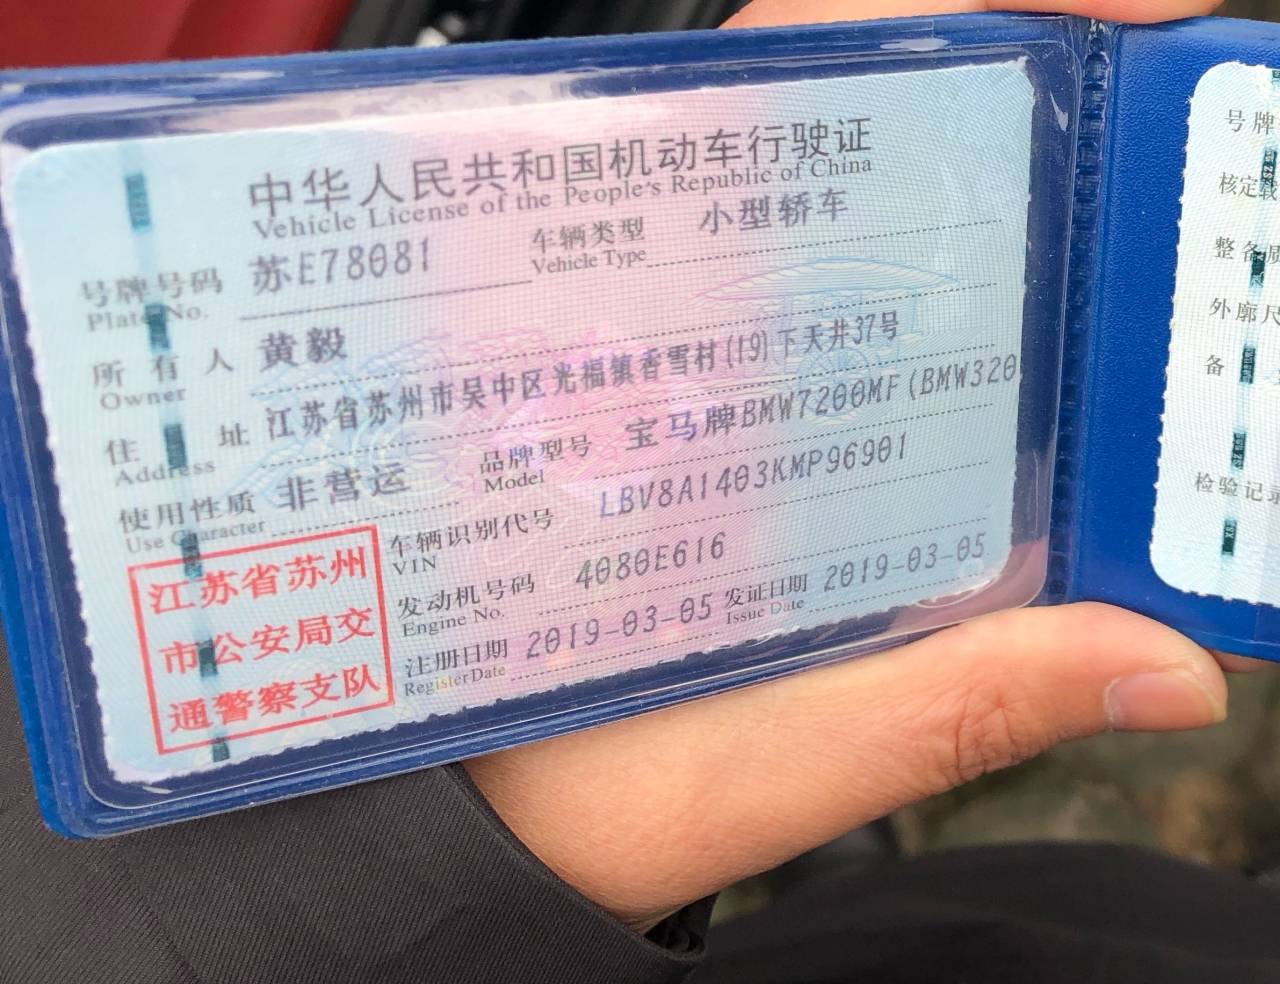 中华人民共和国机动车行驶证
Vehicle License of the People's Republic of China
号牌号码 苏E78081 车辆类型 小型轿车
Plate No. Vehicle Type
所有人 黄毅
Owner
住址 江苏省苏州市吴中区光福镇香雪村(19)下天井37号
Address
使用性质 非营运 品牌型号 宝马牌BMW7200MF(BMW320
Use Character Model
车辆识别代号 LBV8A1403KMP96901
VIN
发动机号码 4080E616
Engine No.
注册日期 2019-03-05 发证日期 2019-03-05
Register Date Issue Date
江苏省苏州
市公安局交
通警察支队
号牌
核定载
整备质
外廓尺
备
检验记录